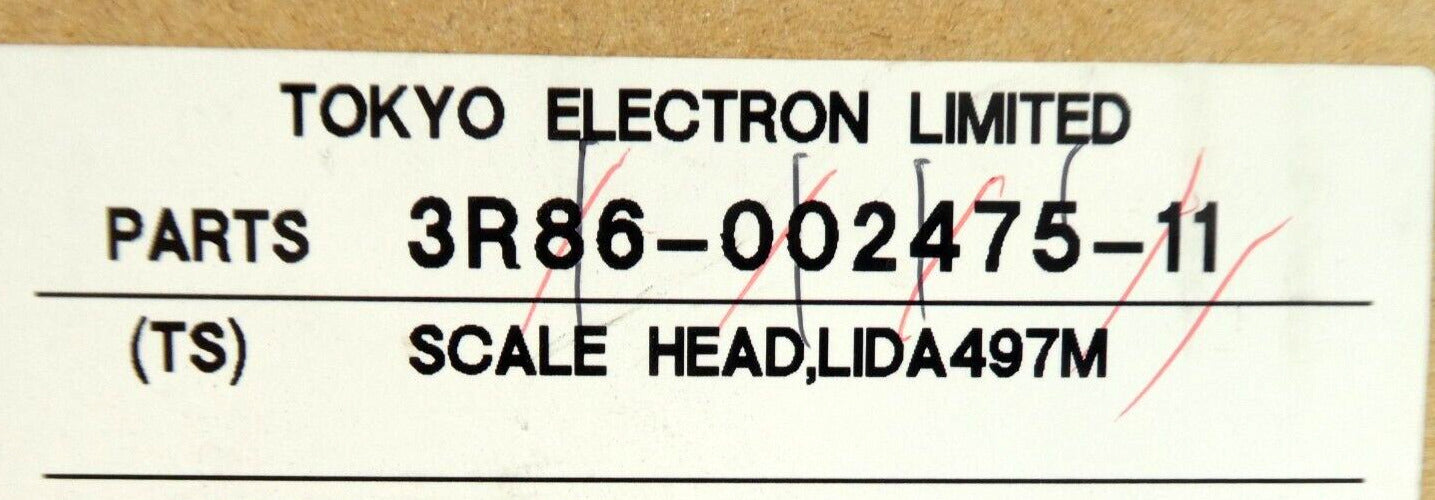 TOKYO ELECTRON LIMITED
PARTS 3R86-002475-11
(TS) SCALE HEAD,LIDA497M